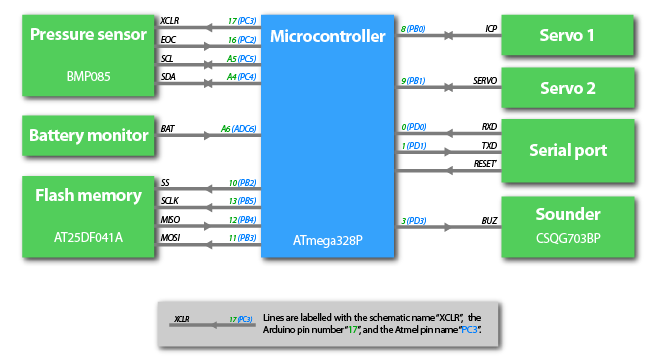 Pressure sensor
BMP085
XCLR 17 (PC3)
EOC 16 (PC2)
SCL A5 (PC5)
SDA A4 (PC4)
Battery monitor
BAT A6 (ADC6)
Flash memory
AT25DF041A
SS 10 (PB2)
SCLK 13 (PB5)
MISO 12 (PB4)
MOSI 11 (PB3)
Microcontroller
ATmega328P
8 (PB0) ICP
Servo 1
9 (PB1) SERVO
Servo 2
0 (PD0) RXD
1 (PD1) TXD
RESET
Serial port
3 (PD3) BUZ
Sounder
CSQG703BP
XCLR 17 (PC3)
Lines are labelled with the schematic name "XCLR", the
Arduino pin number "17", and the Atmel pin name "PC3".